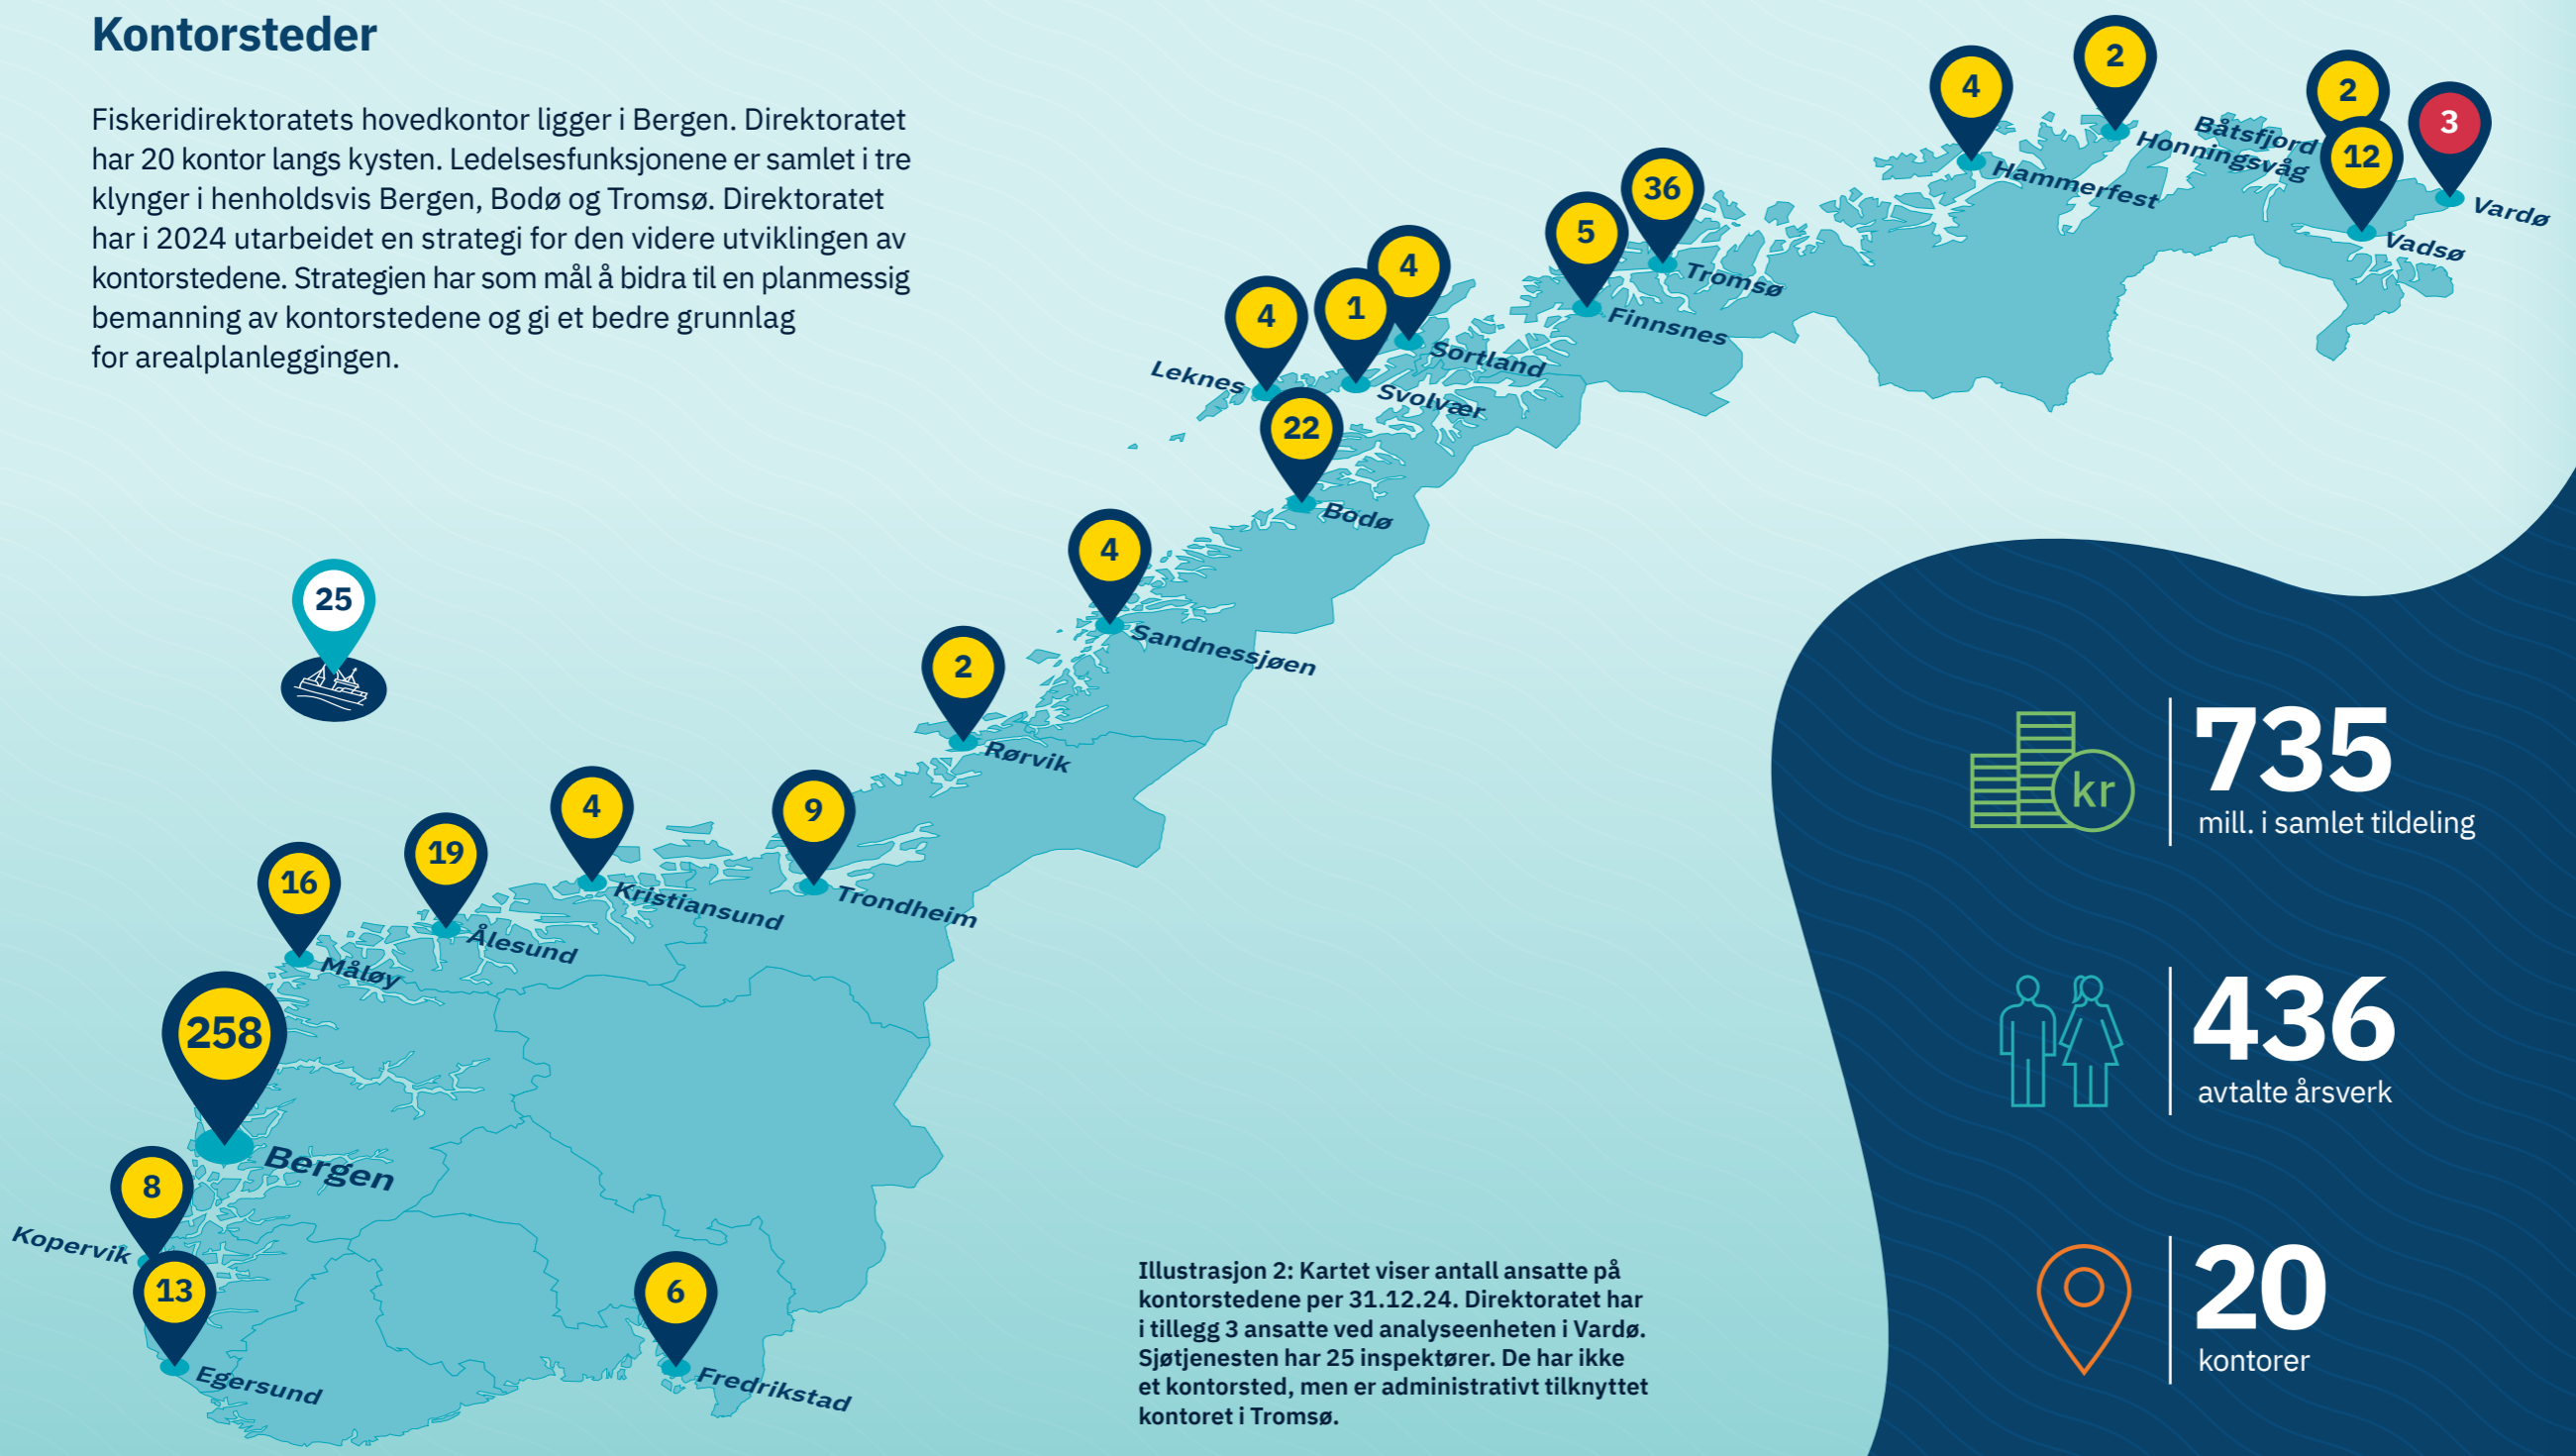 Kontorsteder
Fiskeridirektoratets hovedkontor ligger i Bergen. Direktoratet
har 20 kontor langs kysten. Ledelsesfunksjonene er samlet i tre
klynger i henholdsvis Bergen, Bodø og Tromsø. Direktoratet
har i 2024 utarbeidet en strategi for den videre utviklingen av
kontorstedene. Strategien har som mål å bidra til en planmessig
bemanning av kontorstedene og gi et bedre grunnlag
for arealplanleggingen.
2
Honningsvåg
4
Hammerfest
2
Båtsfjord
3
Vardø
12
Vadsø
36
Tromsø
5
Finnsnes
4
Sortland
1
Svolvær
4
Leknes
22
Bodø
4
Sandnessjøen
25
2
Rørvik
9
Trondheim
4
Kristiansund
19
Ålesund
16
Måløy
258
Bergen
8
Kopervik
13
Egersund
6
Fredrikstad
Illustrasjon 2: Kartet viser antall ansatte på
kontorstedene per 31.12.24. Direktoratet har
i tillegg 3 ansatte ved analyseenheten i Vardø.
Sjøtjenesten har 25 inspektører. De har ikke
et kontorsted, men er administrativt tilknyttet
kontoret i Tromsø.
kr
735
mill. i samlet tildeling
436
avtalte årsverk
20
kontorer